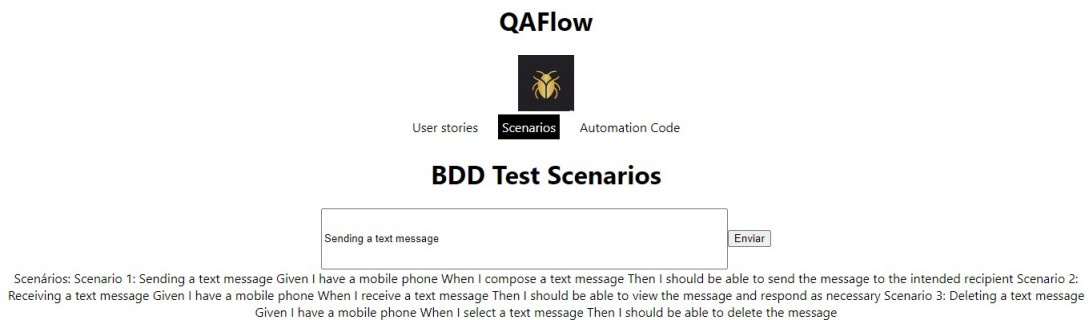 QAFlow
User stories Scenarios Automation Code
BDD Test Scenarios
Sending a text message Enviar
Scenários: Scenario 1: Sending a text message Given I have a mobile phone When I compose a text message Then I should be able to send the message to the intended recipient Scenario 2:
Receiving a text message Given I have a mobile phone When I receive a text message Then I should be able to view the message and respond as necessary Scenario 3: Deleting a text message
Given I have a mobile phone When I select a text message Then I should be able to delete the message